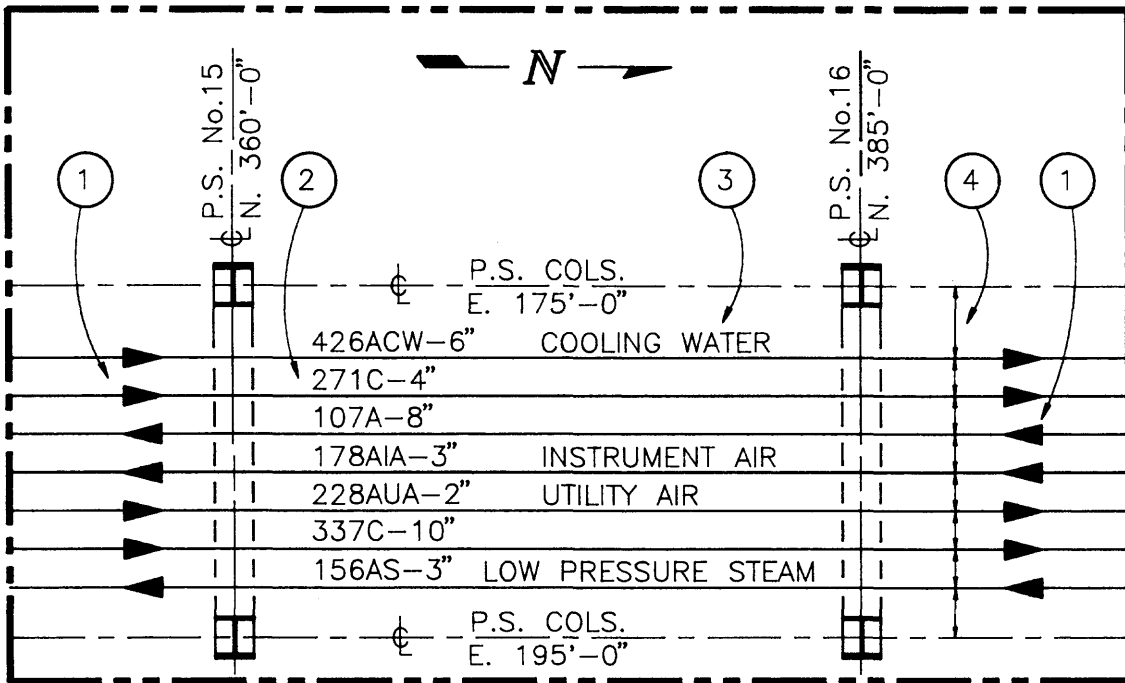 N
P.S. No.15
N. 360'-0"
P.S. No.16
N. 385'-0"
1
2
3
4
1
℄
℄
℄ P.S. COLS.
E. 175'-0"
426ACW-6" COOLING WATER
271C-4"
107A-8"
178AIA-3" INSTRUMENT AIR
228AUA-2" UTILITY AIR
337C-10"
156AS-3" LOW PRESSURE STEAM
℄ P.S. COLS.
E. 195'-0"